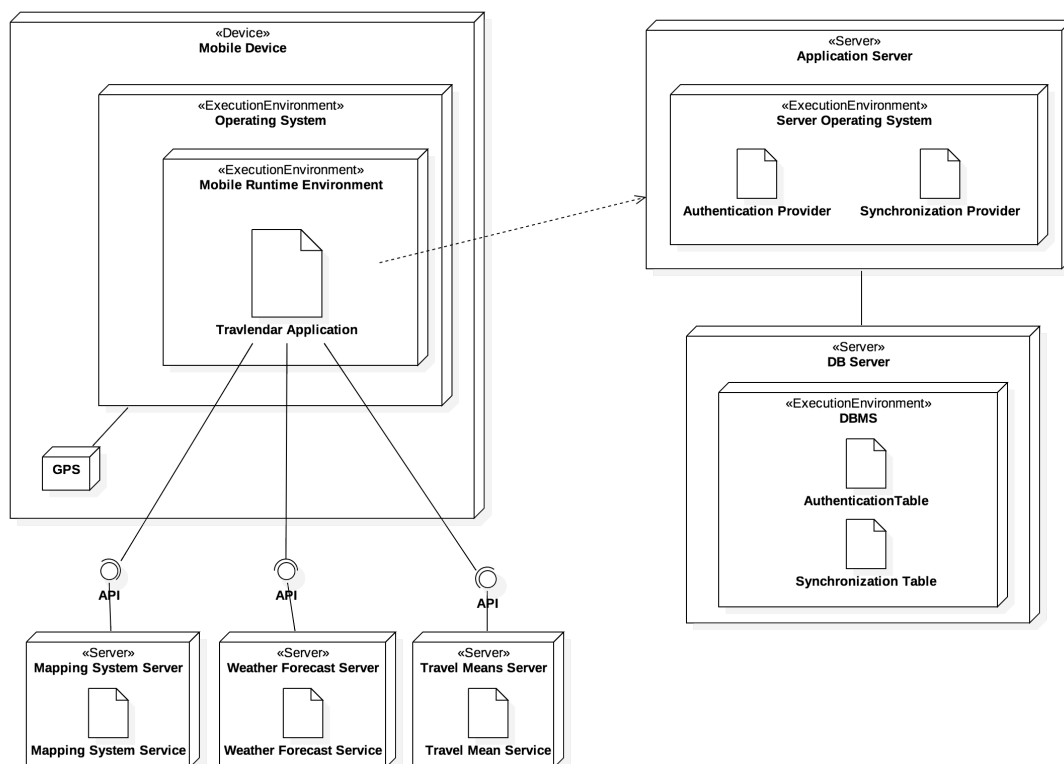 «Device»
Mobile Device
«ExecutionEnvironment»
Operating System
«ExecutionEnvironment»
Mobile Runtime Environment
Travlendar Application
GPS
«Server»
Application Server
«ExecutionEnvironment»
Server Operating System
Authentication Provider
Synchronization Provider
«Server»
DB Server
«ExecutionEnvironment»
DBMS
AuthenticationTable
Synchronization Table
API
API
API
«Server»
Mapping System Server
Mapping System Service
«Server»
Weather Forecast Server
Weather Forecast Service
«Server»
Travel Means Server
Travel Mean Service